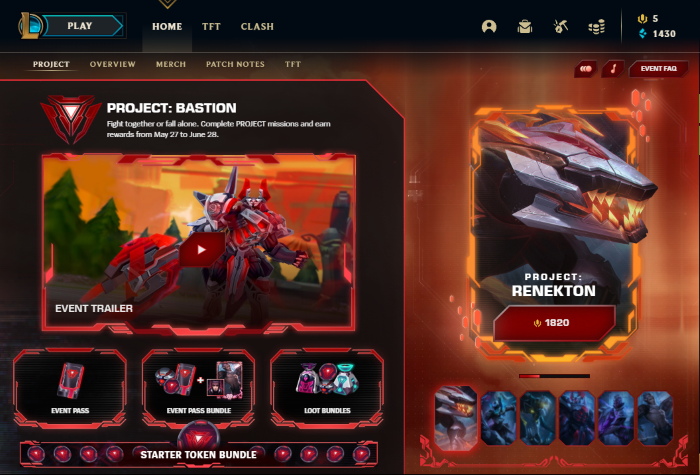 PLAY
HOME
TFT
CLASH
5
1430
PROJECT
OVERVIEW
MERCH
PATCH NOTES
TFT
EVENT FAQ
PROJECT: BASTION
Fight together or fall alone. Complete PROJECT missions and earn
rewards from May 27 to June 28.
EVENT TRAILER
PROJECT:
RENEKTON
1820
EVENT PASS
EVENT PASS BUNDLE
LOOT BUNDLES
STARTER TOKEN BUNDLE